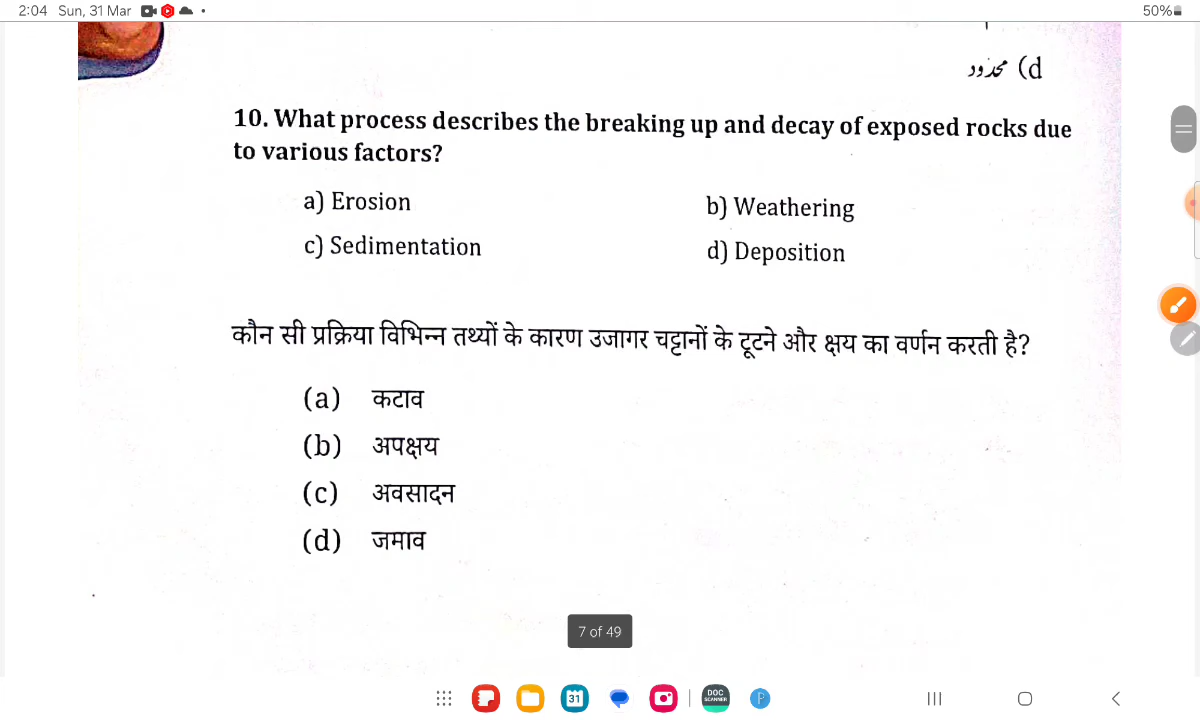 2:04 Sun, 31 Mar
50%
d) محدود
10. What process describes the breaking up and decay of exposed rocks due
to various factors?
a) Erosion
b) Weathering
c) Sedimentation
d) Deposition
कौन सी प्रक्रिया विभिन्न तथ्यों के कारण उजागर चट्टानों के टूटने और क्षय का वर्णन करती है?
(a) कटाव
(b) अपक्षय
(c) अवसादन
(d) जमाव
7 of 49
31
DOC
SCANNER
P